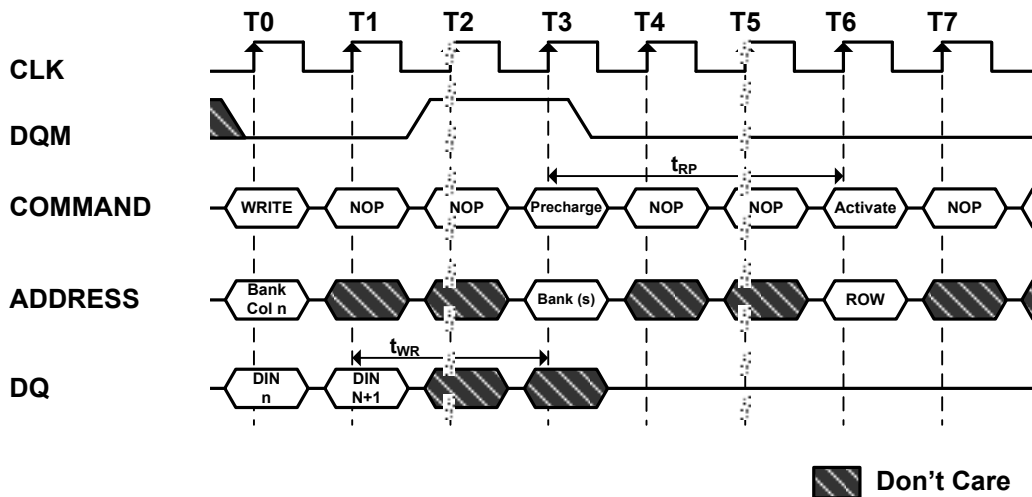 T0 T1 T2 T3 T4 T5 T6 T7
CLK
DQM
tRP
COMMAND WRITE NOP NOP Precharge NOP NOP Activate NOP
ADDRESS Bank Col n Bank (s) ROW
tWR
DQ DIN n DIN N+1
Don't Care